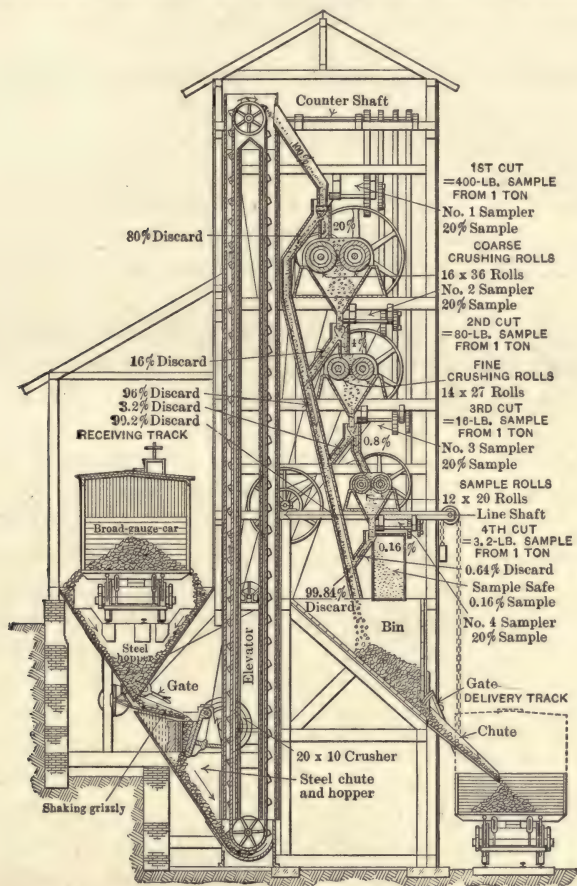 Counter Shaft
100%
1ST CUT
=400-LB. SAMPLE
FROM 1 TON
No. 1 Sampler
20% Sample
80% Discard
20%
COARSE
CRUSHING ROLLS
16 x 36 Rolls
No. 2 Sampler
20% Sample
2ND CUT
=80-LB. SAMPLE
FROM 1 TON
16% Discard
4%
FINE
CRUSHING ROLLS
14 x 27 Rolls
96% Discard
3.2% Discard
99.2% Discard
3RD CUT
=16-LB. SAMPLE
FROM 1 TON
0.8%
No. 3 Sampler
20% Sample
RECEIVING TRACK
SAMPLE ROLLS
12 x 20 Rolls
Line Shaft
Broad-gauge-car
4TH CUT
=3.2-LB. SAMPLE
FROM 1 TON
0.16%
0.64% Discard
Sample Safe
0.16% Sample
99.84%
Discard
No. 4 Sampler
20% Sample
Bin
Steel
hopper
Elevator
Gate
Gate
DELIVERY TRACK
Chute
20 x 10 Crusher
Steel chute
and hopper
Shaking grizzly